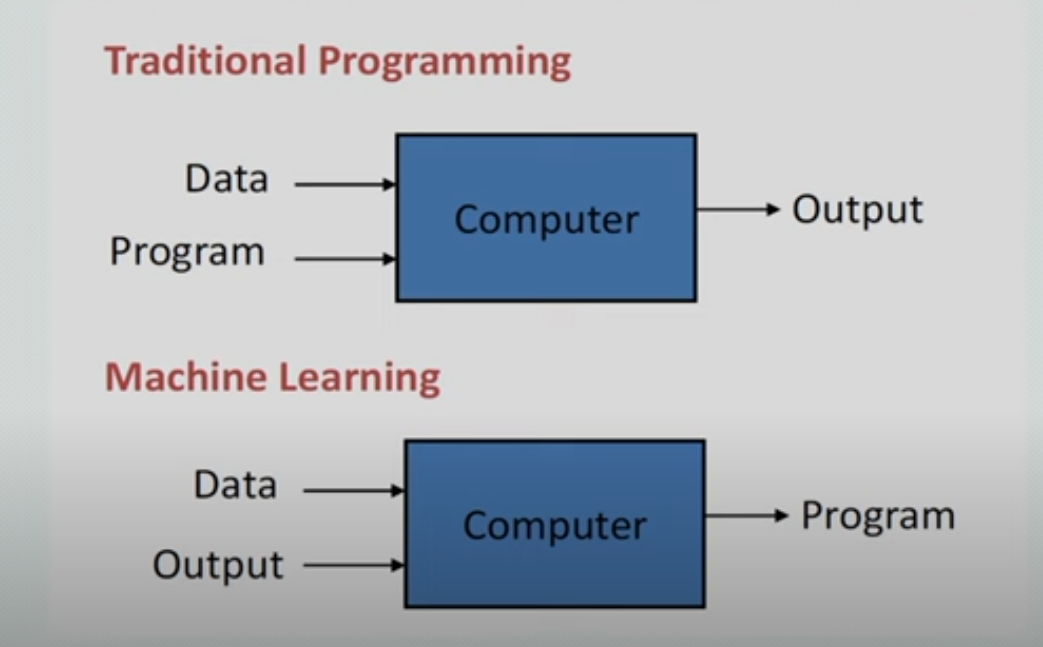 Traditional Programming
Data
Program
Computer
Output
Machine Learning
Data
Output
Computer
Program